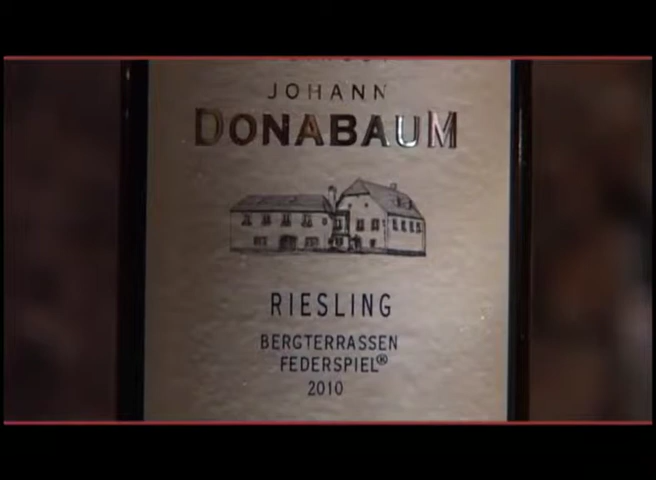 JOHANN
DONABAUM
RIESLING
BERGTERRASSEN
FEDERSPIEL®
2010